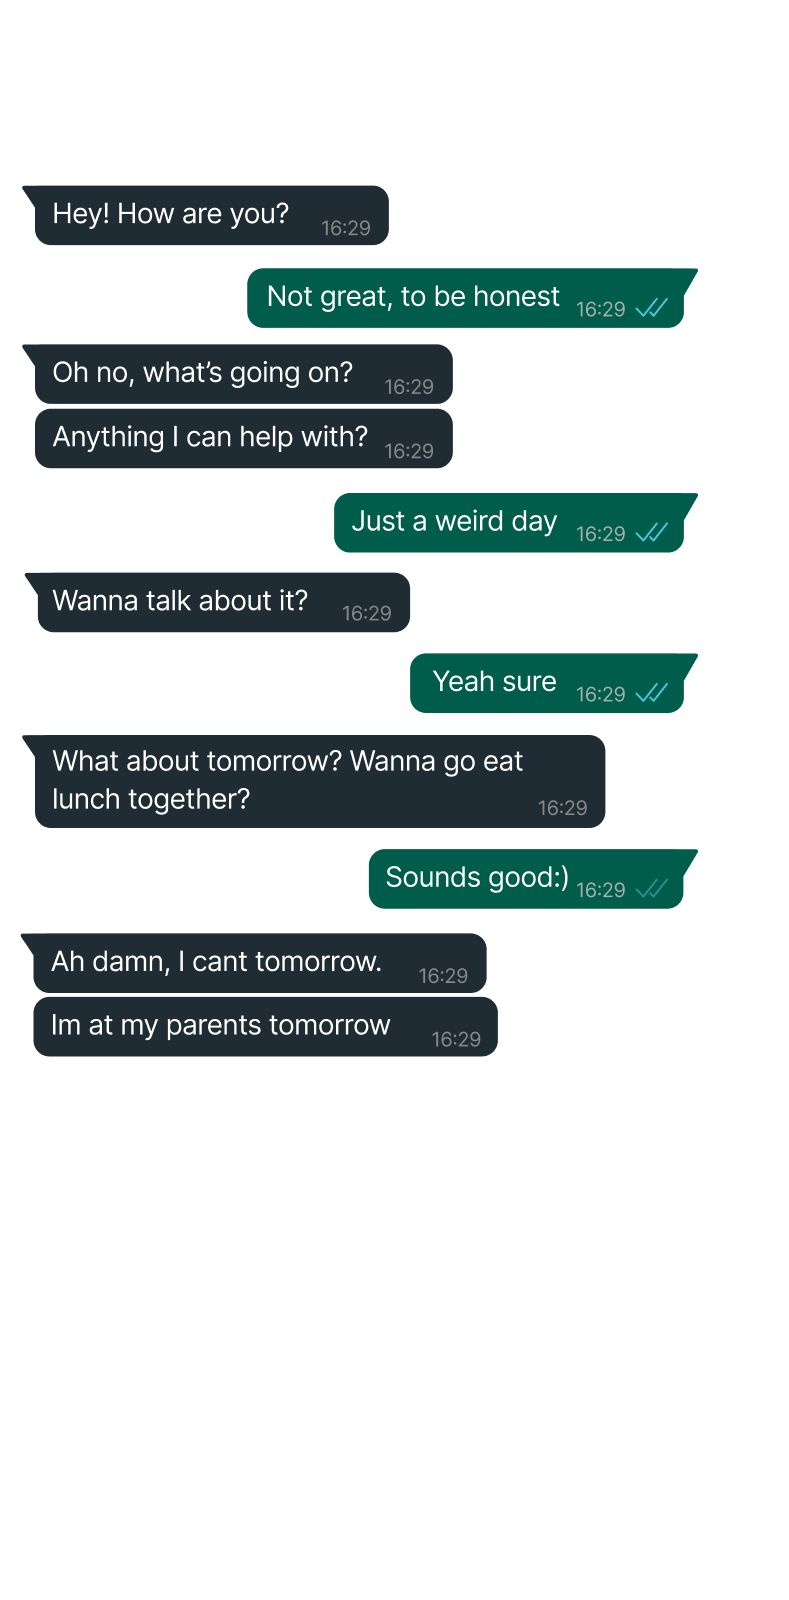 Hey! How are you?
16:29
Not great, to be honest
16:29
Oh no, what’s going on?
16:29
Anything I can help with?
16:29
Just a weird day
16:29
Wanna talk about it?
16:29
Yeah sure
16:29
What about tomorrow? Wanna go eat
lunch together?
16:29
Sounds good:)
16:29
Ah damn, I cant tomorrow.
16:29
Im at my parents tomorrow
16:29